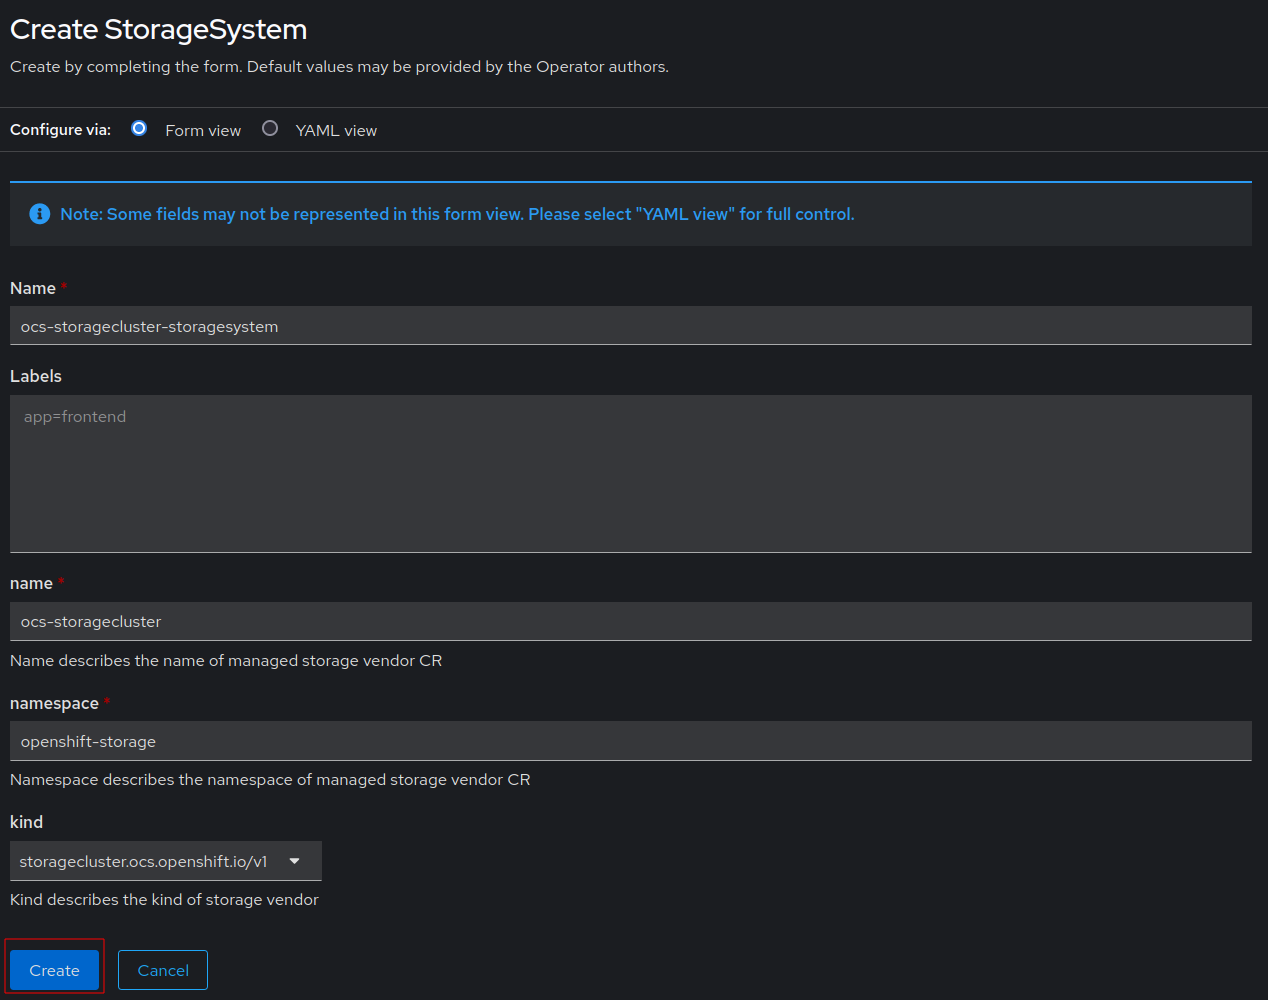 Create StorageSystem
Create by completing the form. Default values may be provided by the Operator authors.
Configure via: Form view YAML view
Note: Some fields may not be represented in this form view. Please select "YAML view" for full control.
Name *
ocs-storagecluster-storagesystem
Labels
app=frontend
name *
ocs-storagecluster
Name describes the name of managed storage vendor CR
namespace *
openshift-storage
Namespace describes the namespace of managed storage vendor CR
kind
storagecluster.ocs.openshift.io/v1
Kind describes the kind of storage vendor
Create Cancel